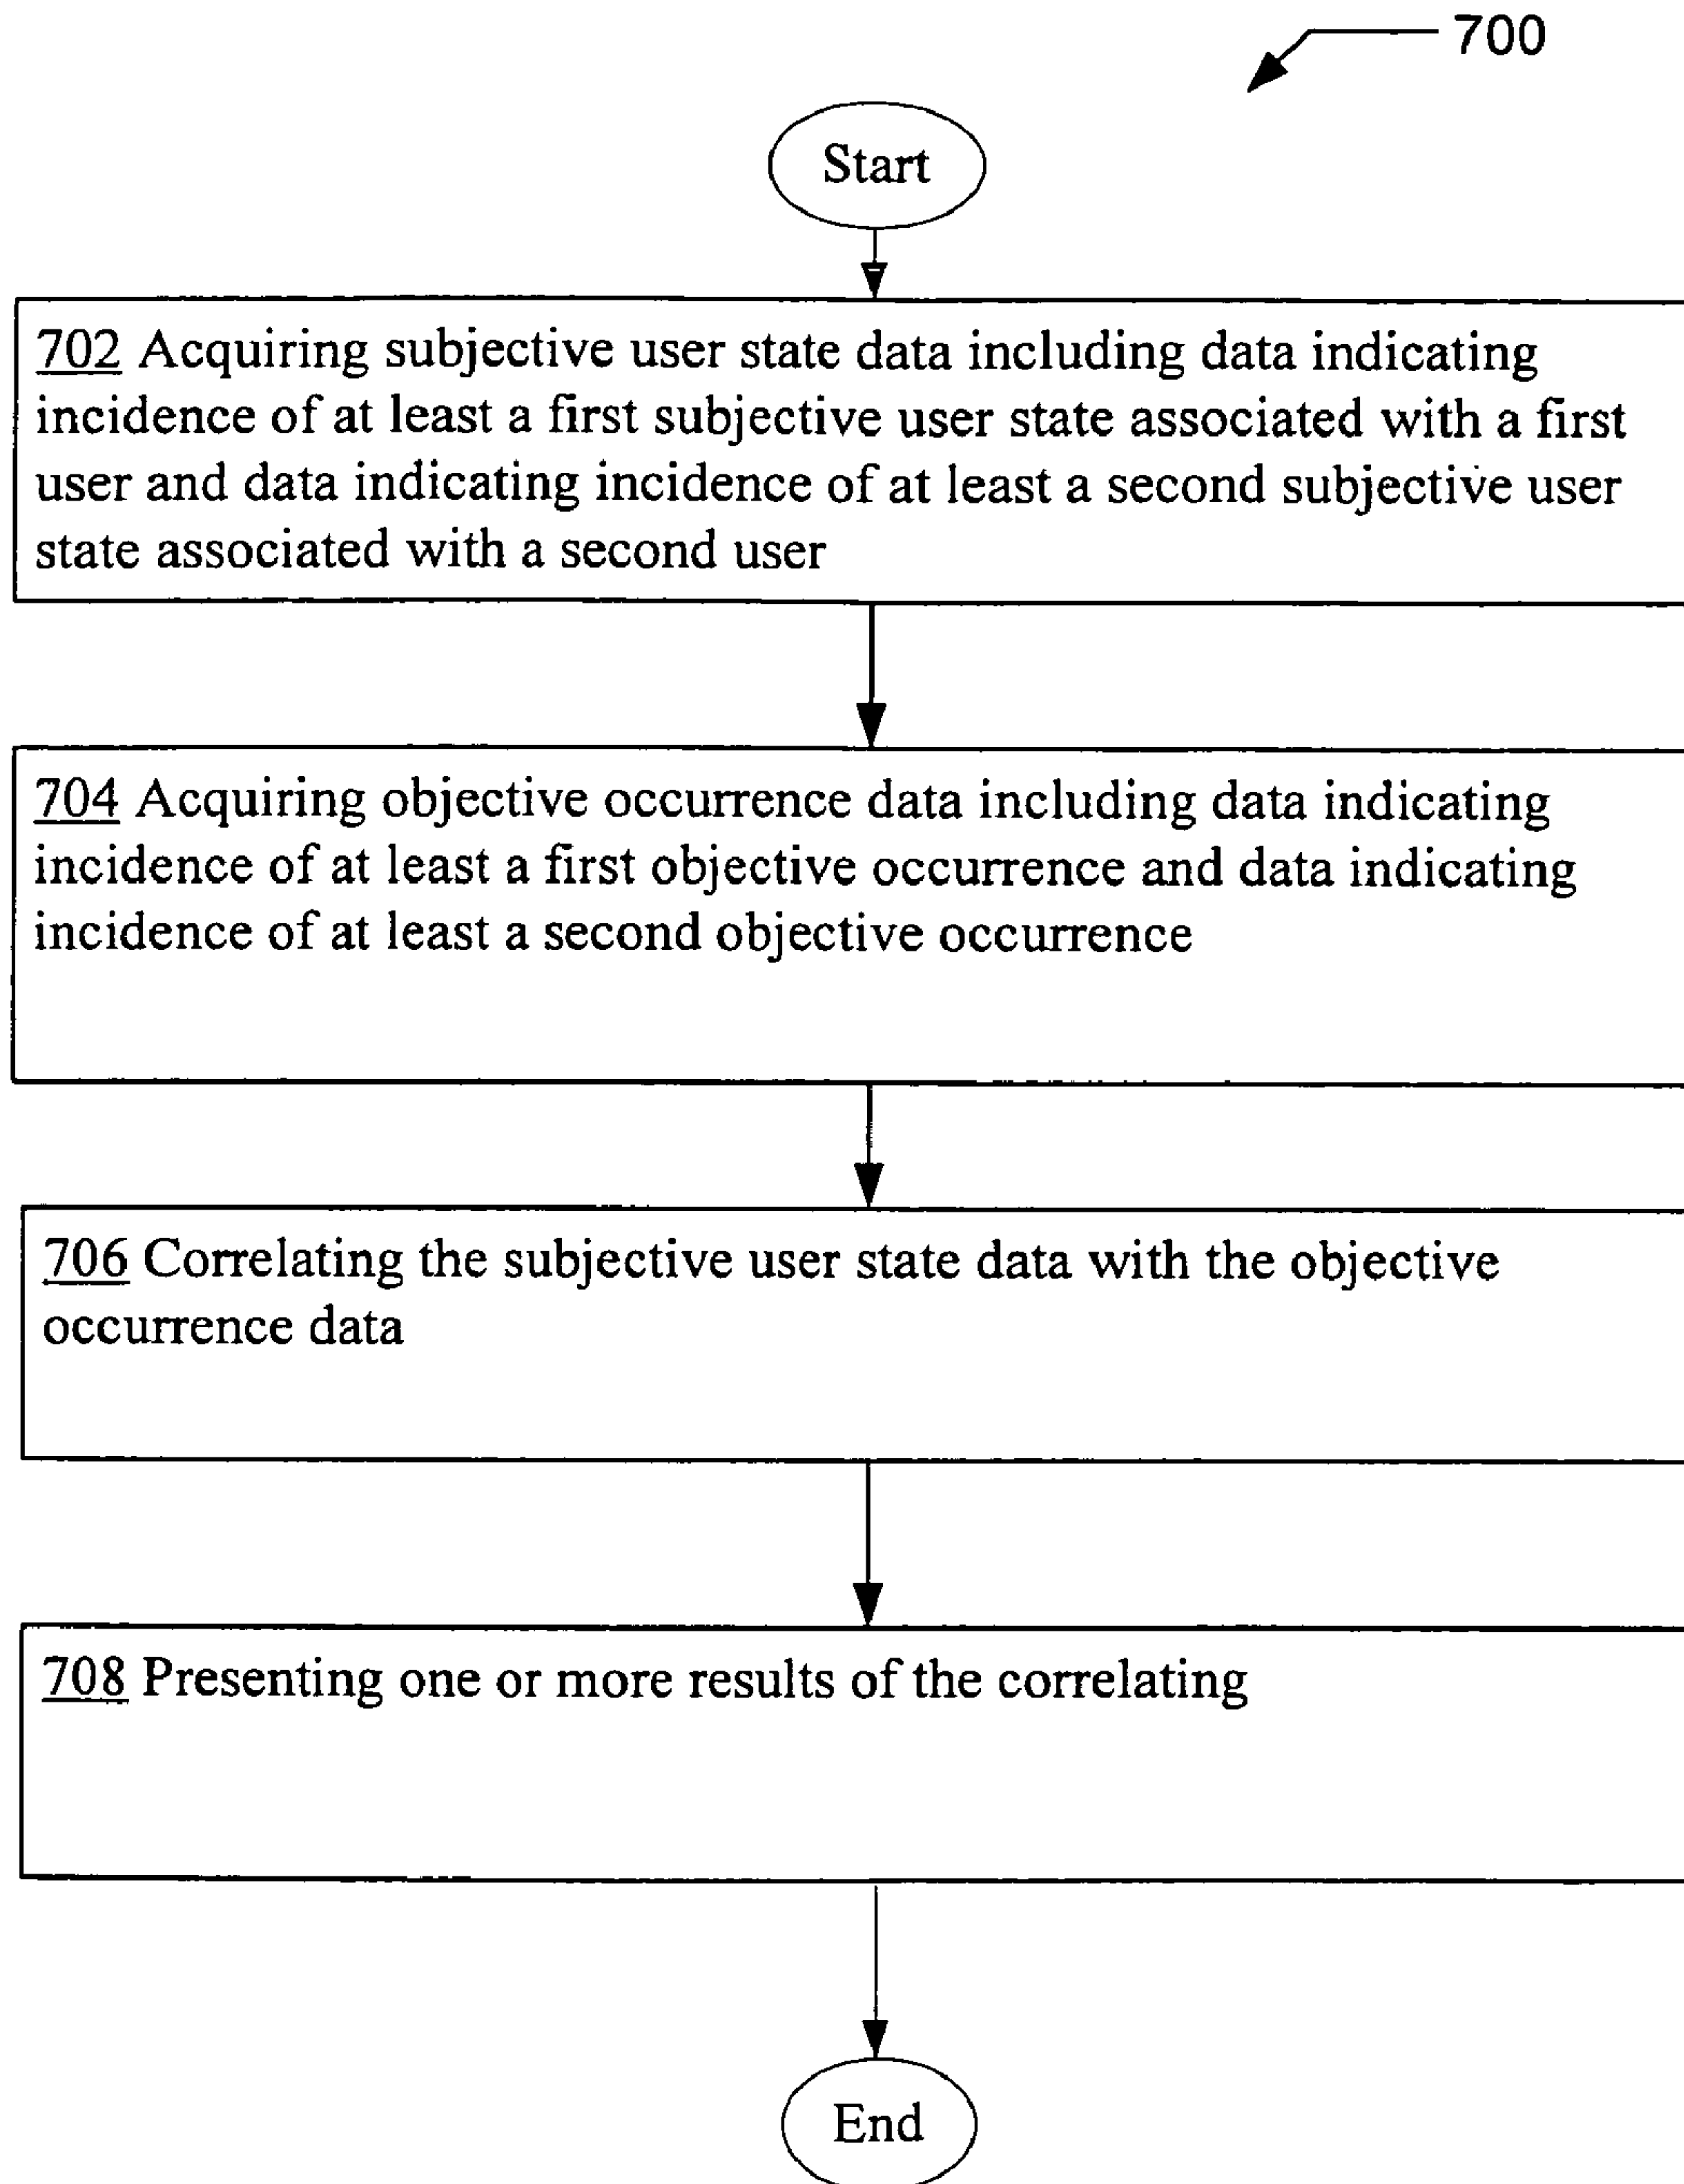 700
Start
702 Acquiring subjective user state data including data indicating
incidence of at least a first subjective user state associated with a first
user and data indicating incidence of at least a second subjective user
state associated with a second user
704 Acquiring objective occurrence data including data indicating
incidence of at least a first objective occurrence and data indicating
incidence of at least a second objective occurrence
706 Correlating the subjective user state data with the objective
occurrence data
708 Presenting one or more results of the correlating
End